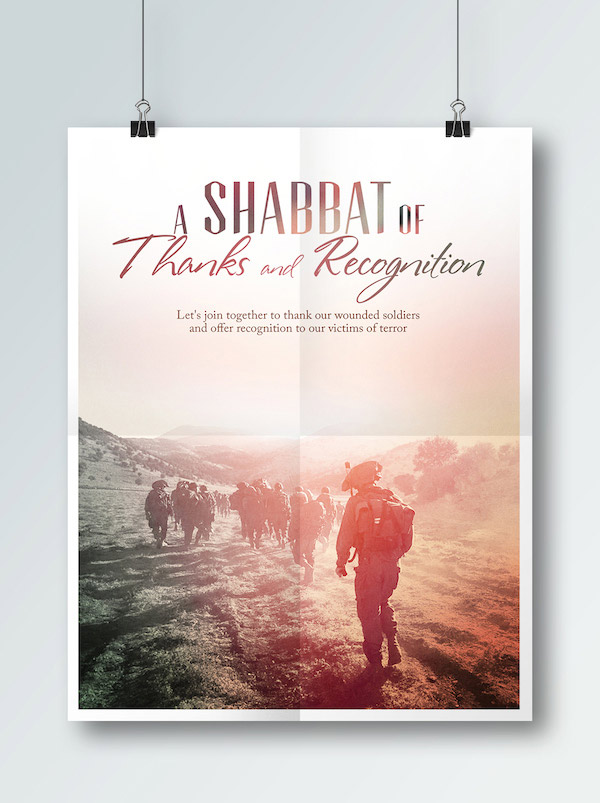 A SHABBAT OF
Thanks and Recognition
Let's join together to thank our wounded soldiers
and offer recognition to our victims of terror